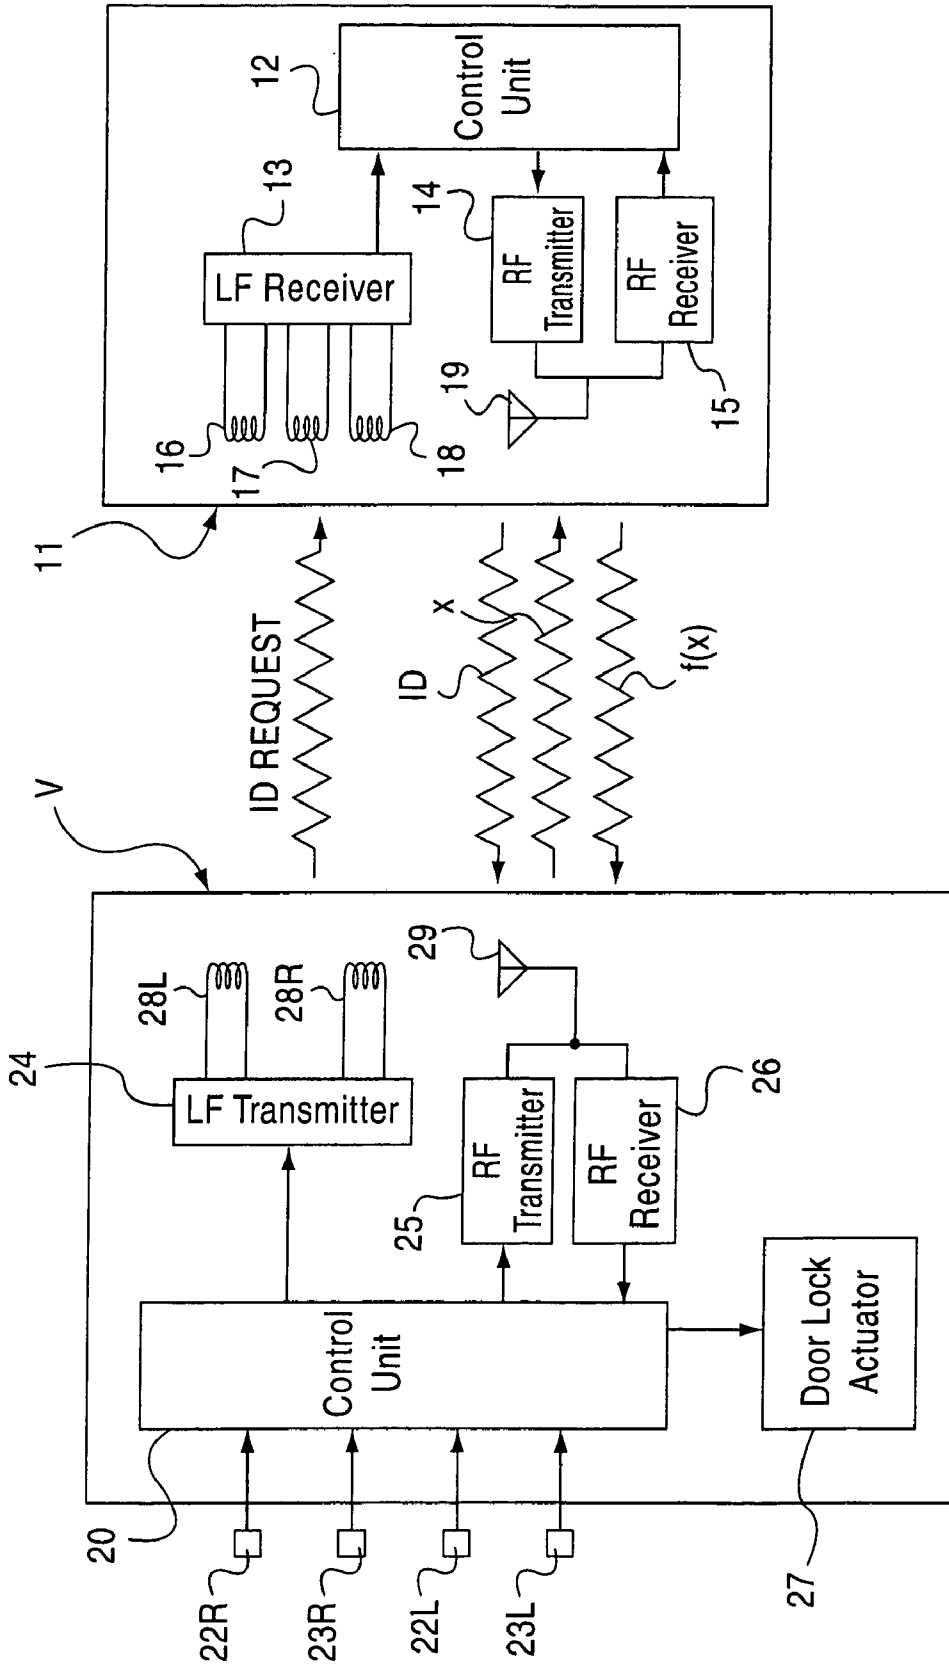 V
11
24
LF Transmitter
28L
28R
20
Control
Unit
22R
23R
22L
23L
25
RF
Transmitter
RF
Receiver
26
29
Door Lock
Actuator
27
ID REQUEST
ID
x
f(x)
16
17
18
13
LF Receiver
12
Control
Unit
14
RF
Transmitter
RF
Receiver
15
19